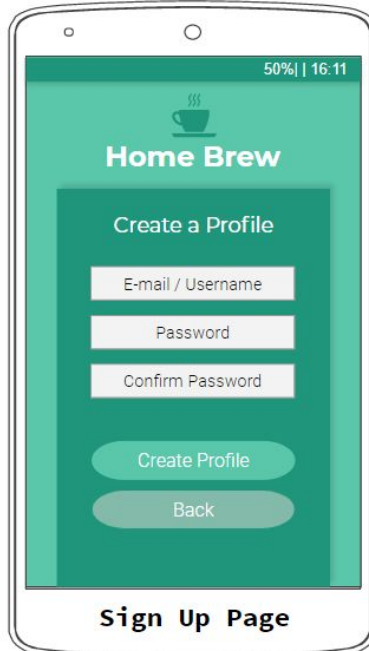 50%| | 16:11
Home Brew
Create a Profile
E-mail / Username
Password
Confirm Password
Create Profile
Back
Sign Up Page